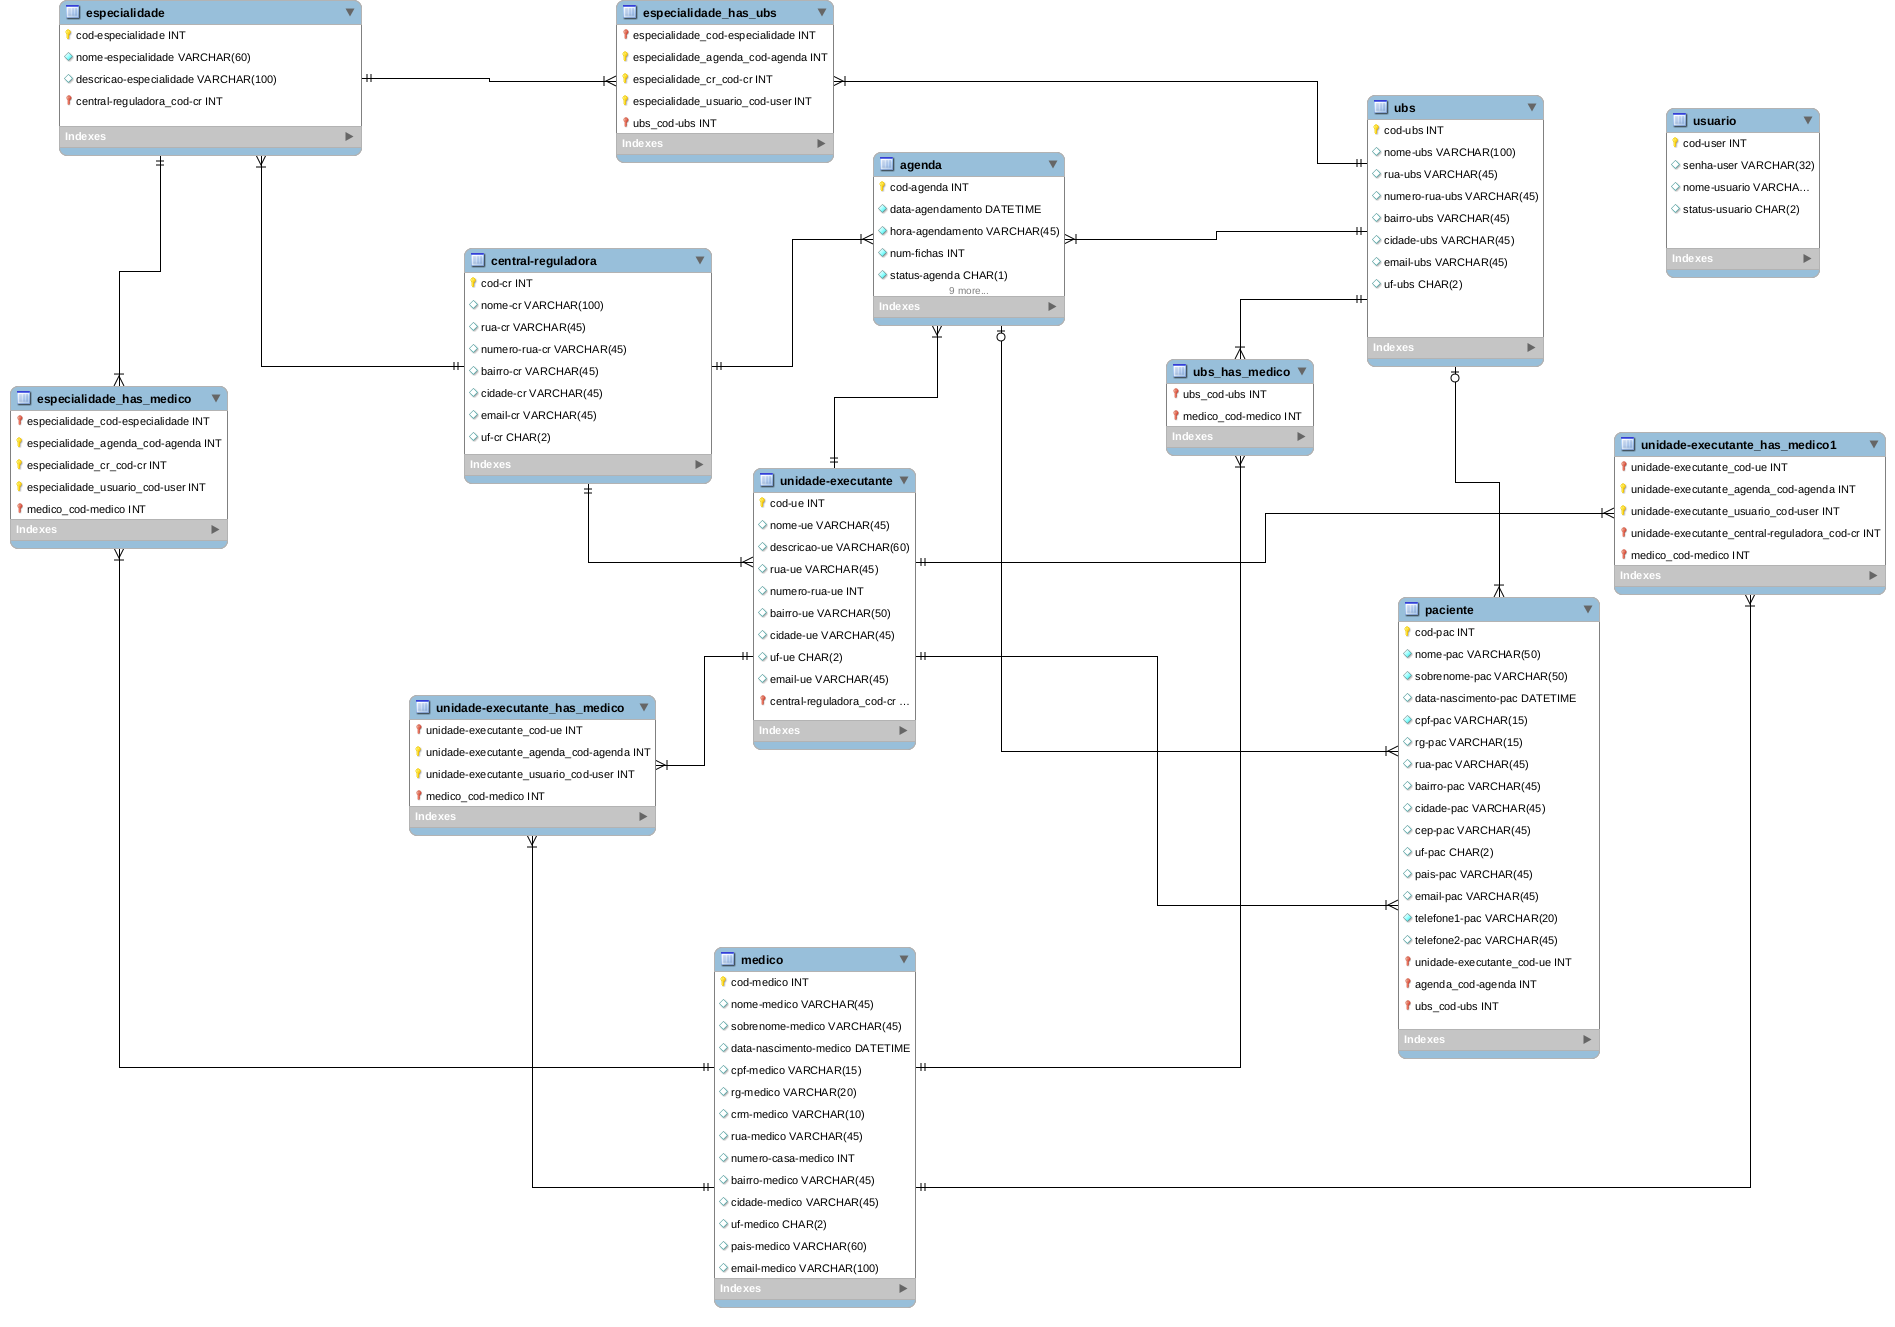 especialidade
cod-especialidade INT
nome-especialidade VARCHAR(60)
descricao-especialidade VARCHAR(100)
central-reguladora_cod-cr INT
Indexes
especialidade_has_ubs
especialidade_cod-especialidade INT
especialidade_agenda_cod-agenda INT
especialidade_cr_cod-cr INT
especialidade_usuario_cod-user INT
ubs_cod-ubs INT
Indexes
ubs
cod-ubs INT
nome-ubs VARCHAR(100)
rua-ubs VARCHAR(45)
numero-rua-ubs VARCHAR(45)
bairro-ubs VARCHAR(45)
cidade-ubs VARCHAR(45)
email-ubs VARCHAR(45)
uf-ubs CHAR(2)
Indexes
usuario
cod-user INT
senha-user VARCHAR(32)
nome-usuario VARCHA...
status-usuario CHAR(2)
Indexes
agenda
cod-agenda INT
data-agendamento DATETIME
hora-agendamento VARCHAR(45)
num-fichas INT
status-agenda CHAR(1)
9 more...
Indexes
central-reguladora
cod-cr INT
nome-cr VARCHAR(100)
rua-cr VARCHAR(45)
numero-rua-cr VARCHAR(45)
bairro-cr VARCHAR(45)
cidade-cr VARCHAR(45)
email-cr VARCHAR(45)
uf-cr CHAR(2)
Indexes
ubs_has_medico
ubs_cod-ubs INT
medico_cod-medico INT
Indexes
especialidade_has_medico
especialidade_cod-especialidade INT
especialidade_agenda_cod-agenda INT
especialidade_cr_cod-cr INT
especialidade_usuario_cod-user INT
medico_cod-medico INT
Indexes
unidade-executante_has_medico1
unidade-executante_cod-ue INT
unidade-executante_agenda_cod-agenda INT
unidade-executante_usuario_cod-user INT
unidade-executante_central-reguladora_cod-cr INT
medico_cod-medico INT
Indexes
unidade-executante
cod-ue INT
nome-ue VARCHAR(45)
descricao-ue VARCHAR(60)
rua-ue VARCHAR(45)
numero-rua-ue INT
bairro-ue VARCHAR(50)
cidade-ue VARCHAR(45)
uf-ue CHAR(2)
email-ue VARCHAR(45)
central-reguladora_cod-cr ...
Indexes
paciente
cod-pac INT
nome-pac VARCHAR(50)
sobrenome-pac VARCHAR(50)
data-nascimento-pac DATETIME
cpf-pac VARCHAR(15)
rg-pac VARCHAR(15)
rua-pac VARCHAR(45)
bairro-pac VARCHAR(45)
cidade-pac VARCHAR(45)
cep-pac VARCHAR(45)
uf-pac CHAR(2)
pais-pac VARCHAR(45)
email-pac VARCHAR(45)
telefone1-pac VARCHAR(20)
telefone2-pac VARCHAR(45)
unidade-executante_cod-ue INT
agenda_cod-agenda INT
ubs_cod-ubs INT
Indexes
unidade-executante_has_medico
unidade-executante_cod-ue INT
unidade-executante_agenda_cod-agenda INT
unidade-executante_usuario_cod-user INT
medico_cod-medico INT
Indexes
medico
cod-medico INT
nome-medico VARCHAR(45)
sobrenome-medico VARCHAR(45)
data-nascimento-medico DATETIME
cpf-medico VARCHAR(15)
rg-medico VARCHAR(20)
crm-medico VARCHAR(10)
rua-medico VARCHAR(45)
numero-casa-medico INT
bairro-medico VARCHAR(45)
cidade-medico VARCHAR(45)
uf-medico CHAR(2)
pais-medico VARCHAR(60)
email-medico VARCHAR(100)
Indexes